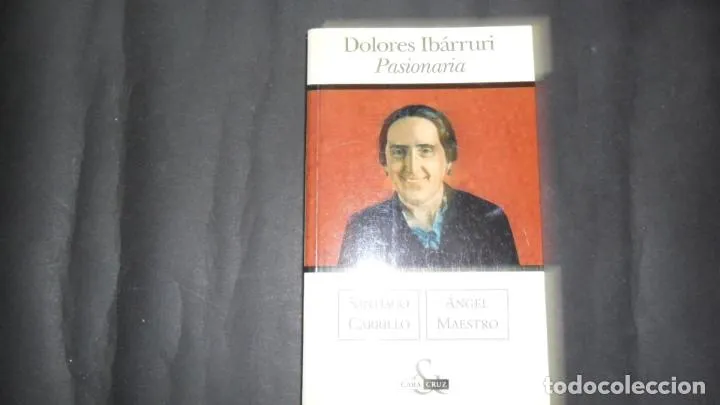 Dolores Ibárruri
Pasionaria
SANTIAGO
CARRILLO
ÁNGEL
MAESTRO
CARA & CRUZ
todocoleccion